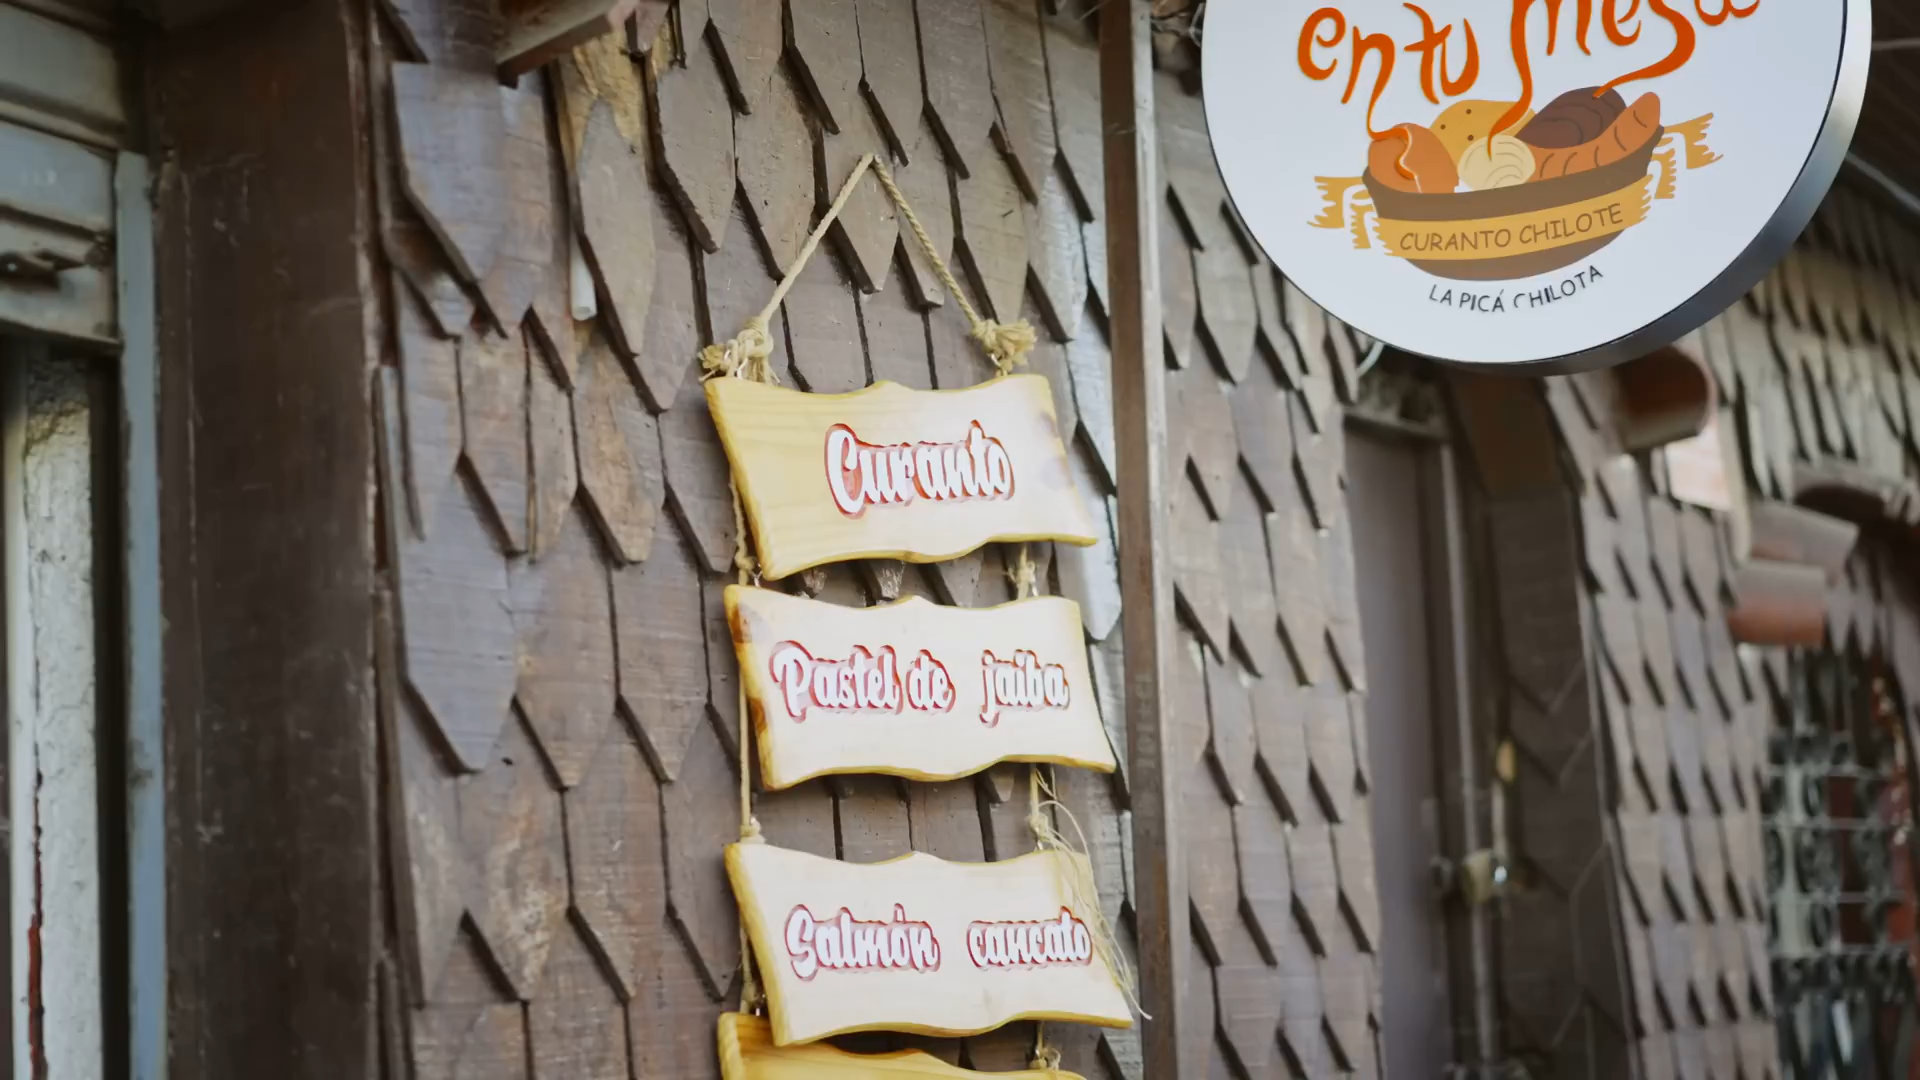 en tu mesa
CURANTO CHILOTE
LA PICÁ CHILOTA
Curanto
Pastel de jaiba
Salmón cancato